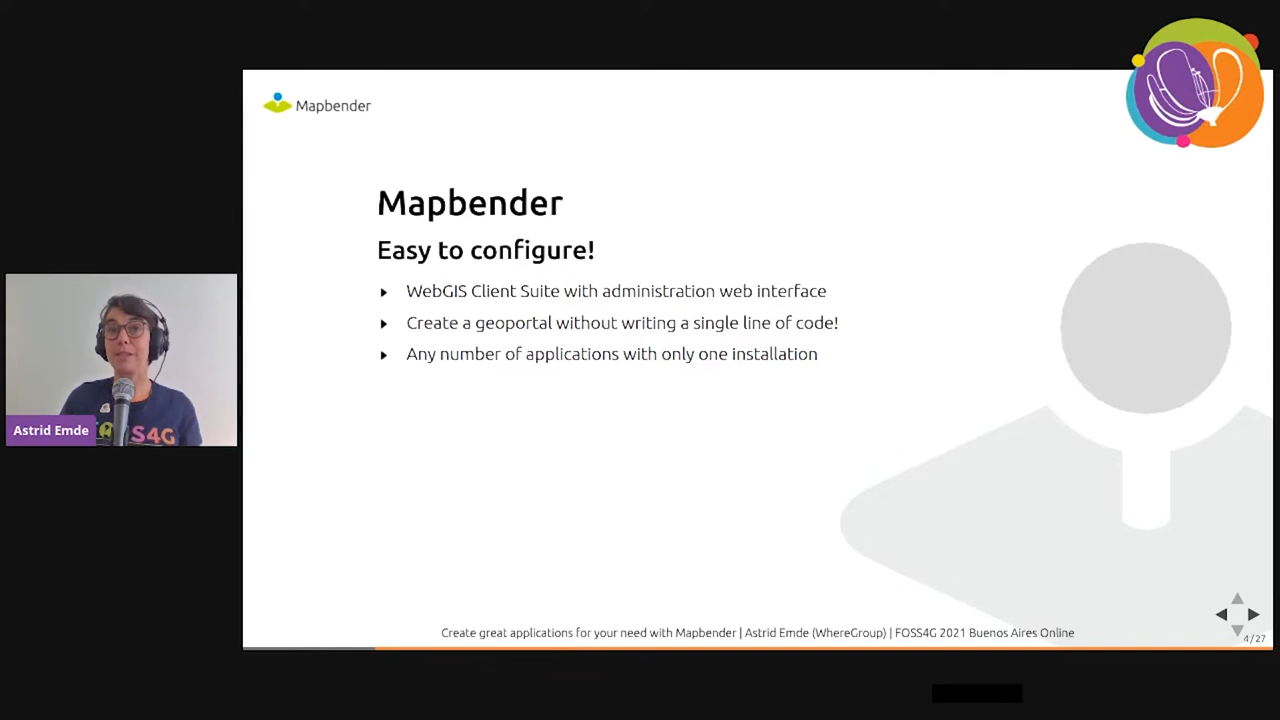 Mapbender
Mapbender
Easy to configure!
WebGIS Client Suite with administration web interface
Create a geoportal without writing a single line of code!
Any number of applications with only one installation
Astrid Emde
S4G
Create great applications for your need with Mapbender | Astrid Emde (WhereGroup) | FOSS4G 2021 Buenos Aires Online
4/27